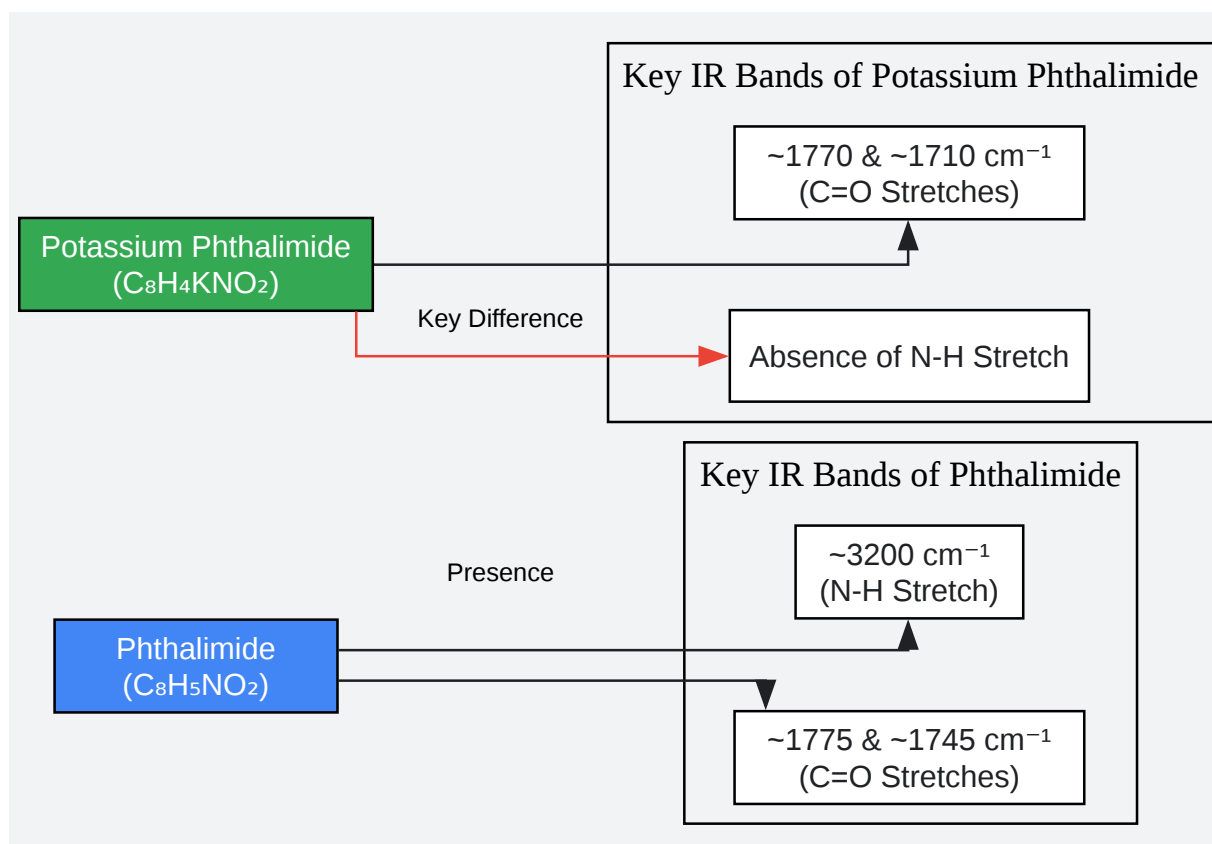 Key IR Bands of Potassium Phthalimide
~1770 & ~1710 cm⁻¹
(C=O Stretches)
Potassium Phthalimide
(C₈H₄KNO₂)
Key Difference
Absence of N-H Stretch
Key IR Bands of Phthalimide
~3200 cm⁻¹
(N-H Stretch)
Presence
Phthalimide
(C₈H₅NO₂)
~1775 & ~1745 cm⁻¹
(C=O Stretches)